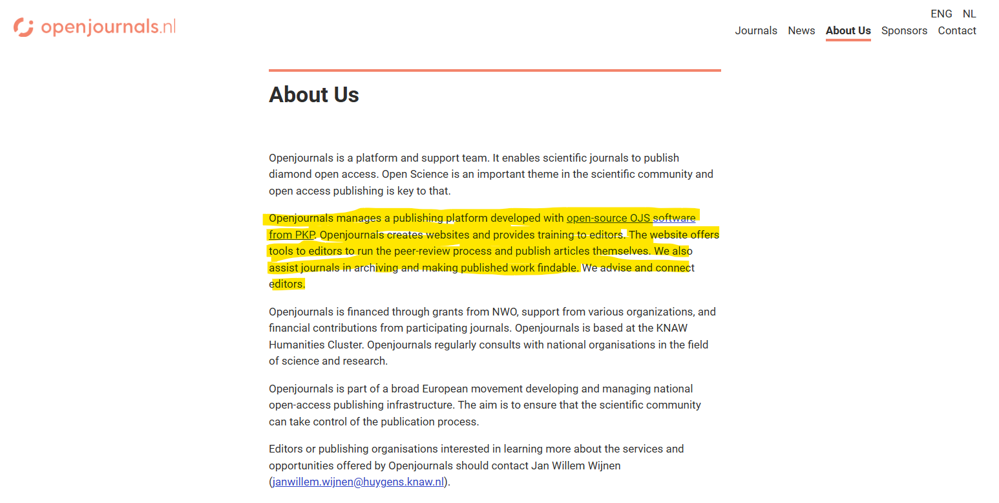 openjournals.nl
ENG NL
Journals News About Us Sponsors Contact
About Us
Openjournals is a platform and support team. It enables scientific journals to publish
diamond open access. Open Science is an important theme in the scientific community and
open access publishing is key to that.
Openjournals manages a publishing platform developed with open-source OJS software
from PKP. Openjournals creates websites and provides training to editors. The website offers
tools to editors to run the peer-review process and publish articles themselves. We also
assist journals in archiving and making published work findable. We advise and connect
editors.
Openjournals is financed through grants from NWO, support from various organizations, and
financial contributions from participating journals. Openjournals is based at the KNAW
Humanities Cluster. Openjournals regularly consults with national organisations in the field
of science and research.
Openjournals is part of a broad European movement developing and managing national
open-access publishing infrastructure. The aim is to ensure that the scientific community
can take control of the publication process.
Editors or publishing organisations interested in learning more about the services and
opportunities offered by Openjournals should contact Jan Willem Wijnen
(janwillem.wijnen@huygens.knaw.nl).